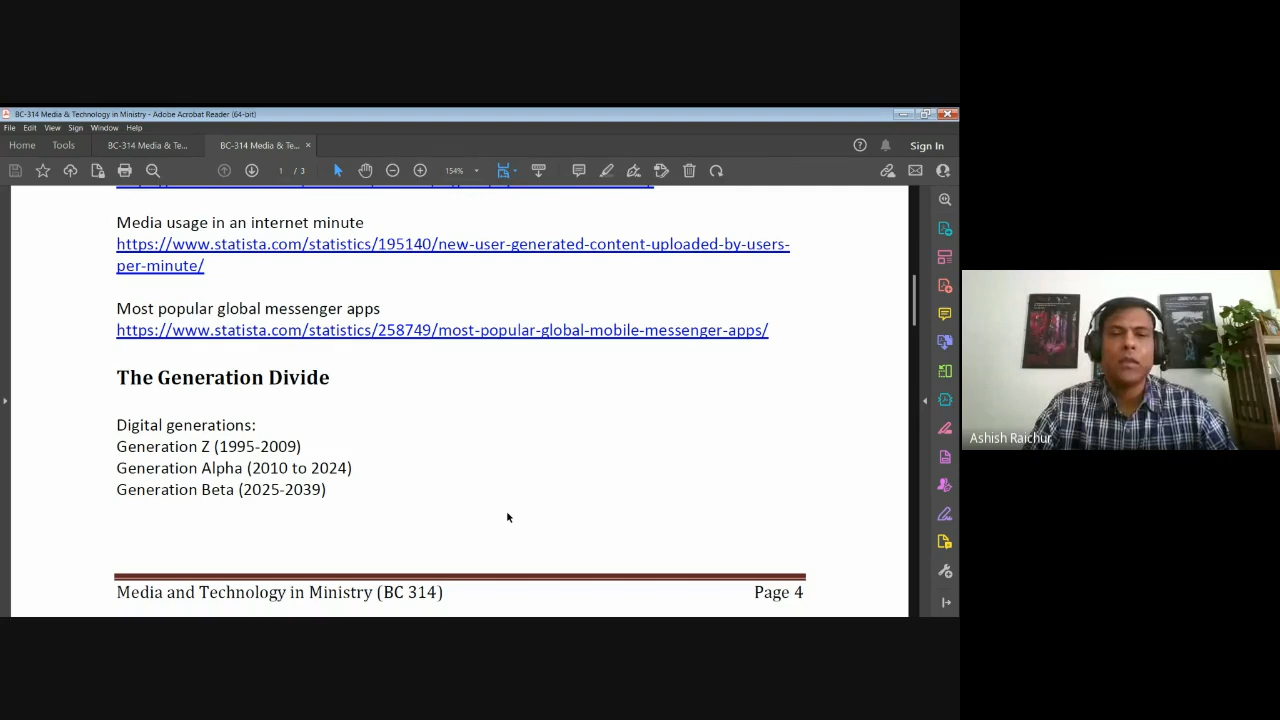 BC-314 Media & Technology in Ministry - Adobe Acrobat Reader (64-bit)
File Edit View Sign Window Help
Home Tools BC-314 Media & Te... BC-314 Media & Te... × Sign In
1 / 3 154%
Media usage in an internet minute
https://www.statista.com/statistics/195140/new-user-generated-content-uploaded-by-users-
per-minute/
Most popular global messenger apps
https://www.statista.com/statistics/258749/most-popular-global-mobile-messenger-apps/
The Generation Divide
Digital generations:
Generation Z (1995-2009)
Generation Alpha (2010 to 2024)
Generation Beta (2025-2039)
Media and Technology in Ministry (BC 314) Page 4
Ashish Raichur